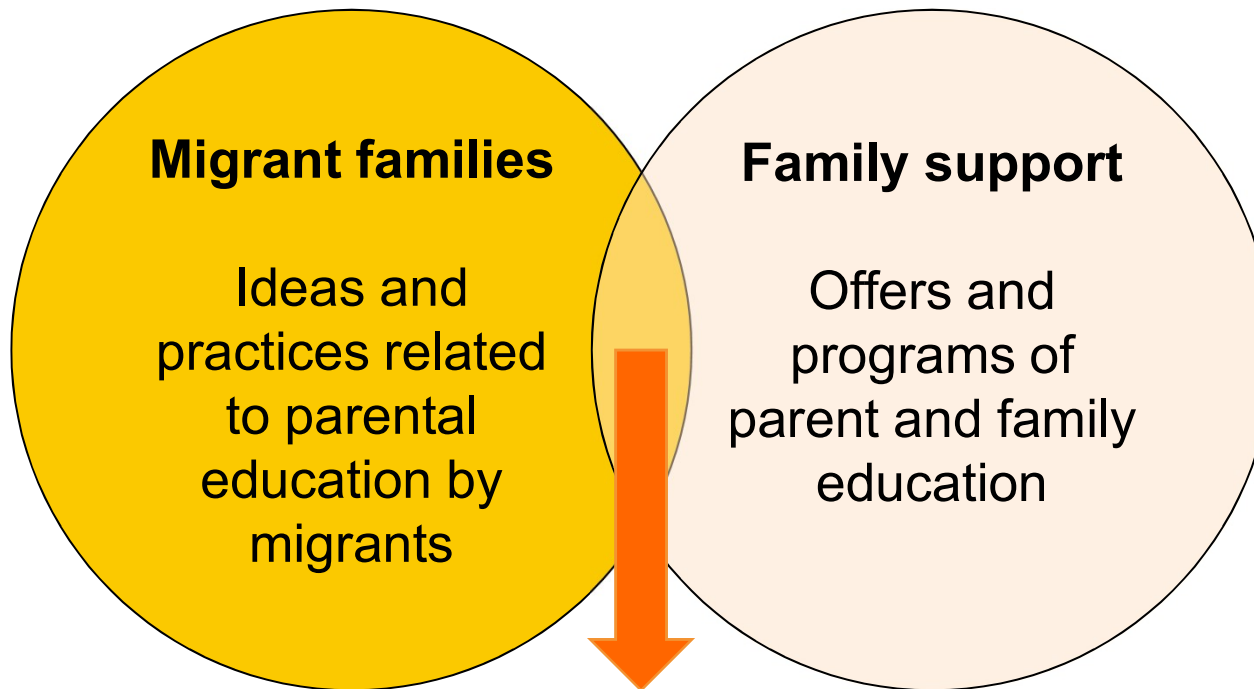 Migrant families
Ideas and
practices related
to parental
education by
migrants
Family support
Offers and
programs of
parent and family
education